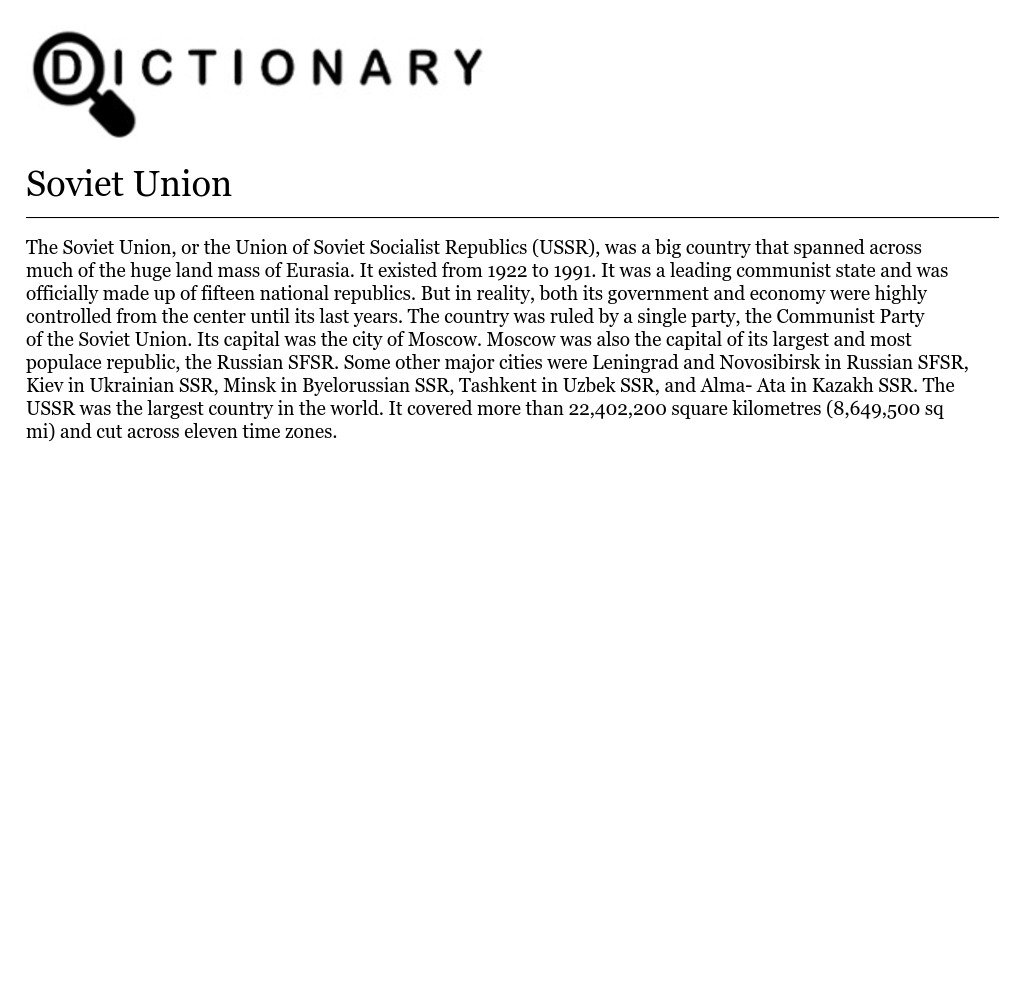 DICTIONARY
Soviet Union
The Soviet Union, or the Union of Soviet Socialist Republics (USSR), was a big country that spanned across
much of the huge land mass of Eurasia. It existed from 1922 to 1991. It was a leading communist state and was
officially made up of fifteen national republics. But in reality, both its government and economy were highly
controlled from the center until its last years. The country was ruled by a single party, the Communist Party
of the Soviet Union. Its capital was the city of Moscow. Moscow was also the capital of its largest and most
populace republic, the Russian SFSR. Some other major cities were Leningrad and Novosibirsk in Russian SFSR,
Kiev in Ukrainian SSR, Minsk in Byelorussian SSR, Tashkent in Uzbek SSR, and Alma- Ata in Kazakh SSR. The
USSR was the largest country in the world. It covered more than 22,402,200 square kilometres (8,649,500 sq
mi) and cut across eleven time zones.